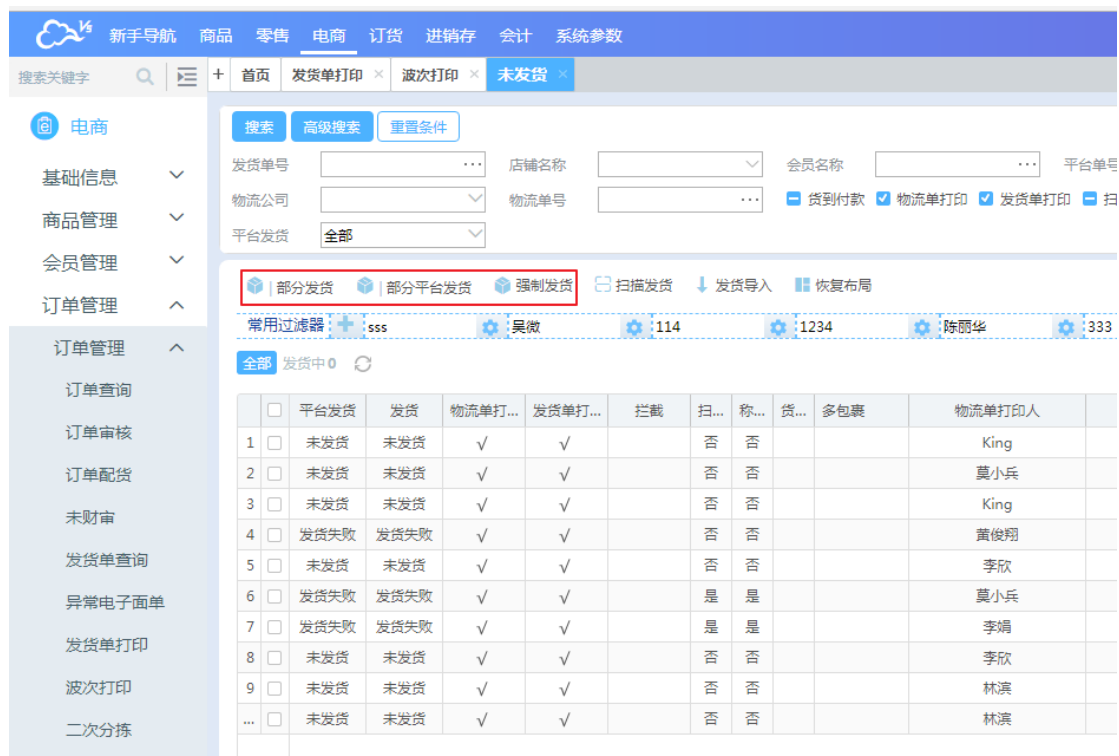 V5 新手导航 商品 零售 电商 订货 进销存 会计 系统参数
搜索关键字 + 首页 发货单打印 × 波次打印 × 未发货 ×
电商
基础信息
商品管理
会员管理
订单管理
订单管理
订单查询
订单审核
订单配货
未财审
发货单查询
异常电子面单
发货单打印
波次打印
二次分拣
搜索 高级搜索 重置条件
发货单号 ... 店铺名称 会员名称 ... 平台单号
物流公司 物流单号 ... 货到付款 物流单打印 发货单打印 扫
平台发货 全部
|部分发货 |部分平台发货 强制发货 扫描发货 发货导入 恢复布局
常用过滤器 sss 吴微 114 1234 陈丽华 333
全部 发货中 0
平台发货 发货 物流单打... 发货单打... 拦截 扫... 称... 货... 多包裹 物流单打印人
1 未发货 未发货 √ √ 否 否 King
2 未发货 未发货 √ √ 否 否 莫小兵
3 未发货 未发货 √ √ 否 否 King
4 发货失败 发货失败 √ √ 否 否 黄俊翔
5 未发货 未发货 √ √ 否 否 李欣
6 发货失败 发货失败 √ √ 是 是 莫小兵
7 发货失败 发货失败 √ √ 是 是 李娟
8 未发货 未发货 √ √ 否 否 李欣
9 未发货 未发货 √ √ 否 否 林滨
... 未发货 未发货 √ √ 否 否 林滨